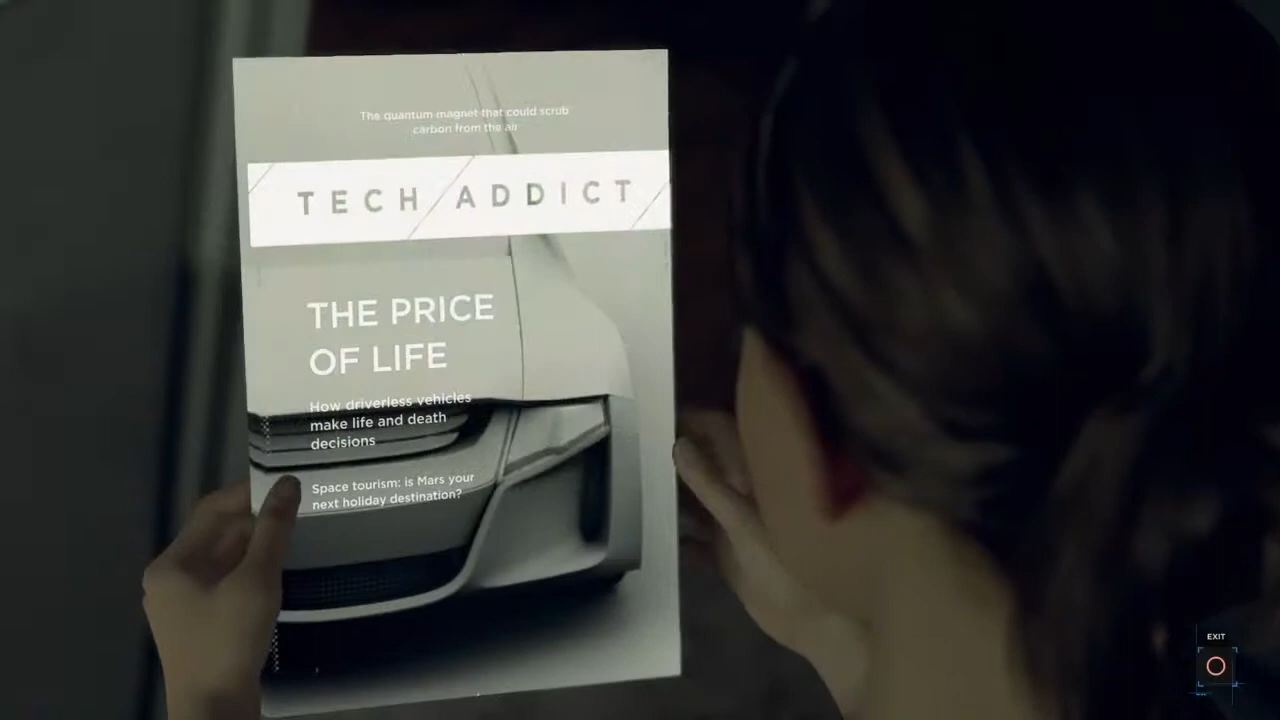 The quantum magnet that could scrub
carbon from the air
TECH ADDICT
THE PRICE
OF LIFE
How driverless vehicles
make life and death
decisions
Space tourism: is Mars your
next holiday destination?
EXIT